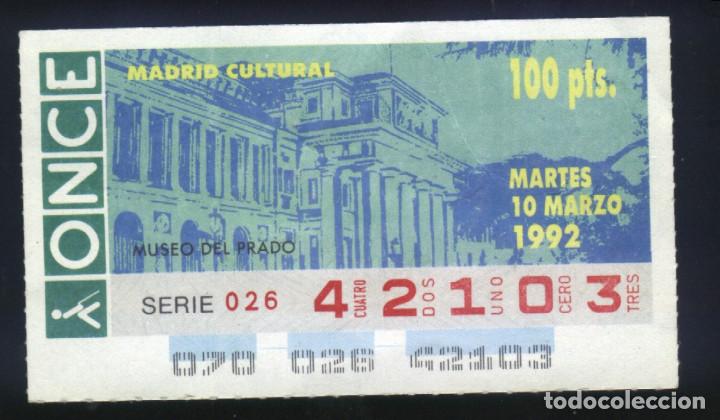 ONCE
MADRID CULTURAL
100 pts.
MARTES
10 MARZO
1992
MUSEO DEL PRADO
SERIE 026 4 CUATRO 2 DOS 1 UNO 0 CERO 3 TRES
070 026 42103
todocoleccion